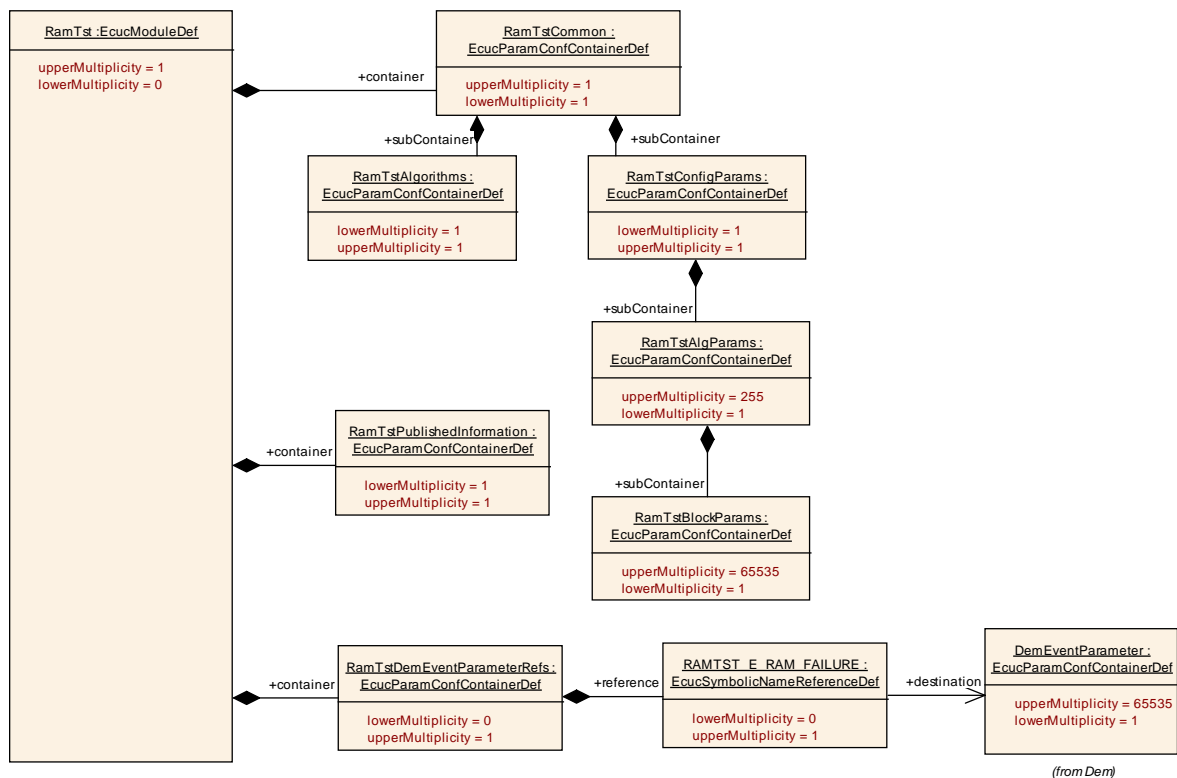 RamTst :EcucModuleDef
upperMultiplicity = 1
lowerMultiplicity = 0
+container
RamTstCommon :
EcucParamConfContainerDef
upperMultiplicity = 1
lowerMultiplicity = 1
+subContainer
+subContainer
RamTstAlgorithms :
EcucParamConfContainerDef
lowerMultiplicity = 1
upperMultiplicity = 1
RamTstConfigParams :
EcucParamConfContainerDef
lowerMultiplicity = 1
upperMultiplicity = 1
+subContainer
RamTstAlgParams :
EcucParamConfContainerDef
upperMultiplicity = 255
lowerMultiplicity = 1
+container
RamTstPublishedInformation :
EcucParamConfContainerDef
lowerMultiplicity = 1
upperMultiplicity = 1
+subContainer
RamTstBlockParams :
EcucParamConfContainerDef
upperMultiplicity = 65535
lowerMultiplicity = 1
+container
RamTstDemEventParameterRefs :
EcucParamConfContainerDef
lowerMultiplicity = 0
upperMultiplicity = 1
+reference
RAMTST_E_RAM_FAILURE :
EcucSymbolicNameReferenceDef
lowerMultiplicity = 0
upperMultiplicity = 1
+destination
DemEventParameter :
EcucParamConfContainerDef
upperMultiplicity = 65535
lowerMultiplicity = 1
(from Dem)